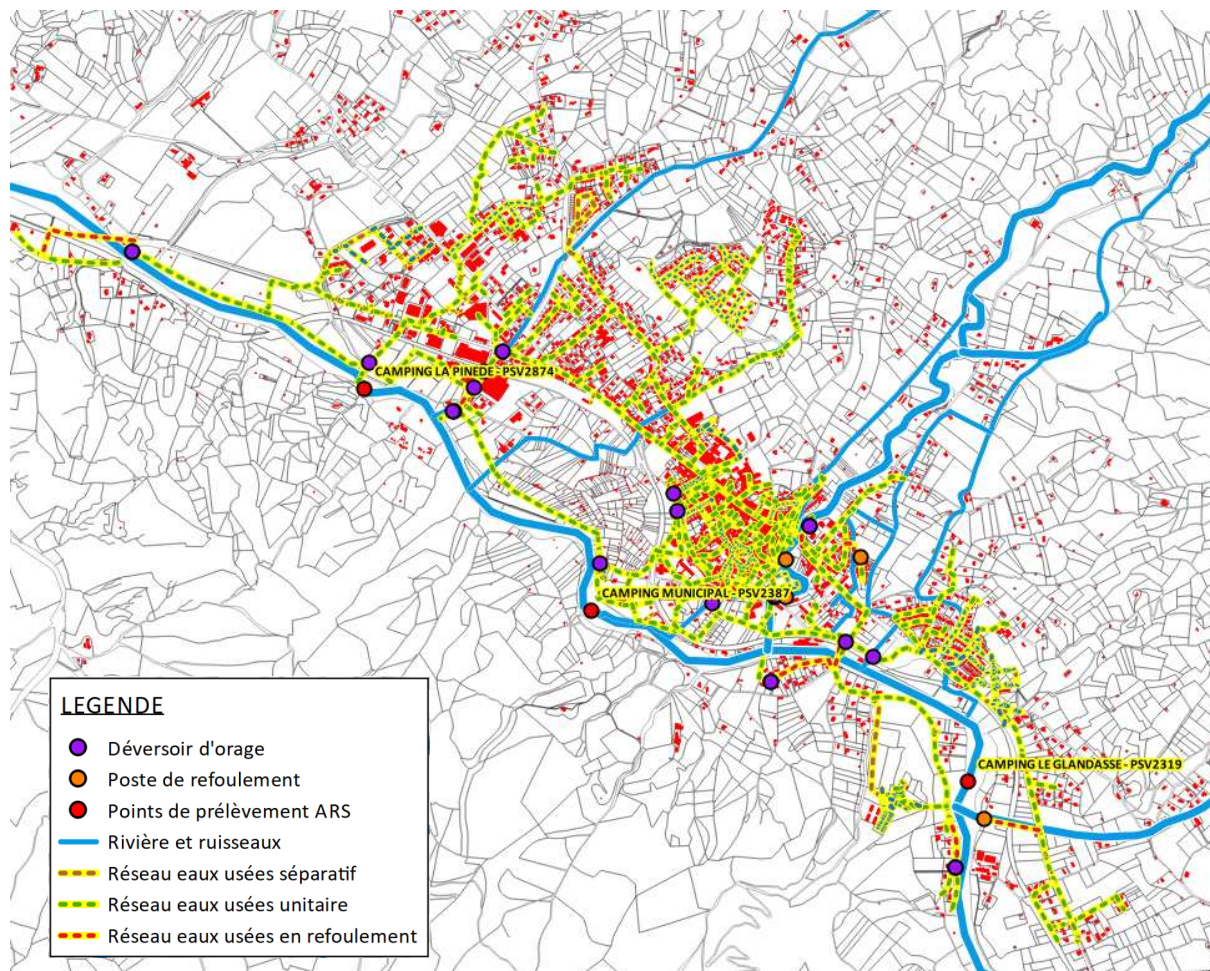 CAMPING LA PINEDE - PSV2874
CAMPING MUNICIPAL - PSV2387
CAMPING LE GLANDASSE - PSV2319
LEGENDE
Déversoir d'orage
Poste de refoulement
Points de prélèvement ARS
Rivière et ruisseaux
Réseau eaux usées séparatif
Réseau eaux usées unitaire
Réseau eaux usées en refoulement